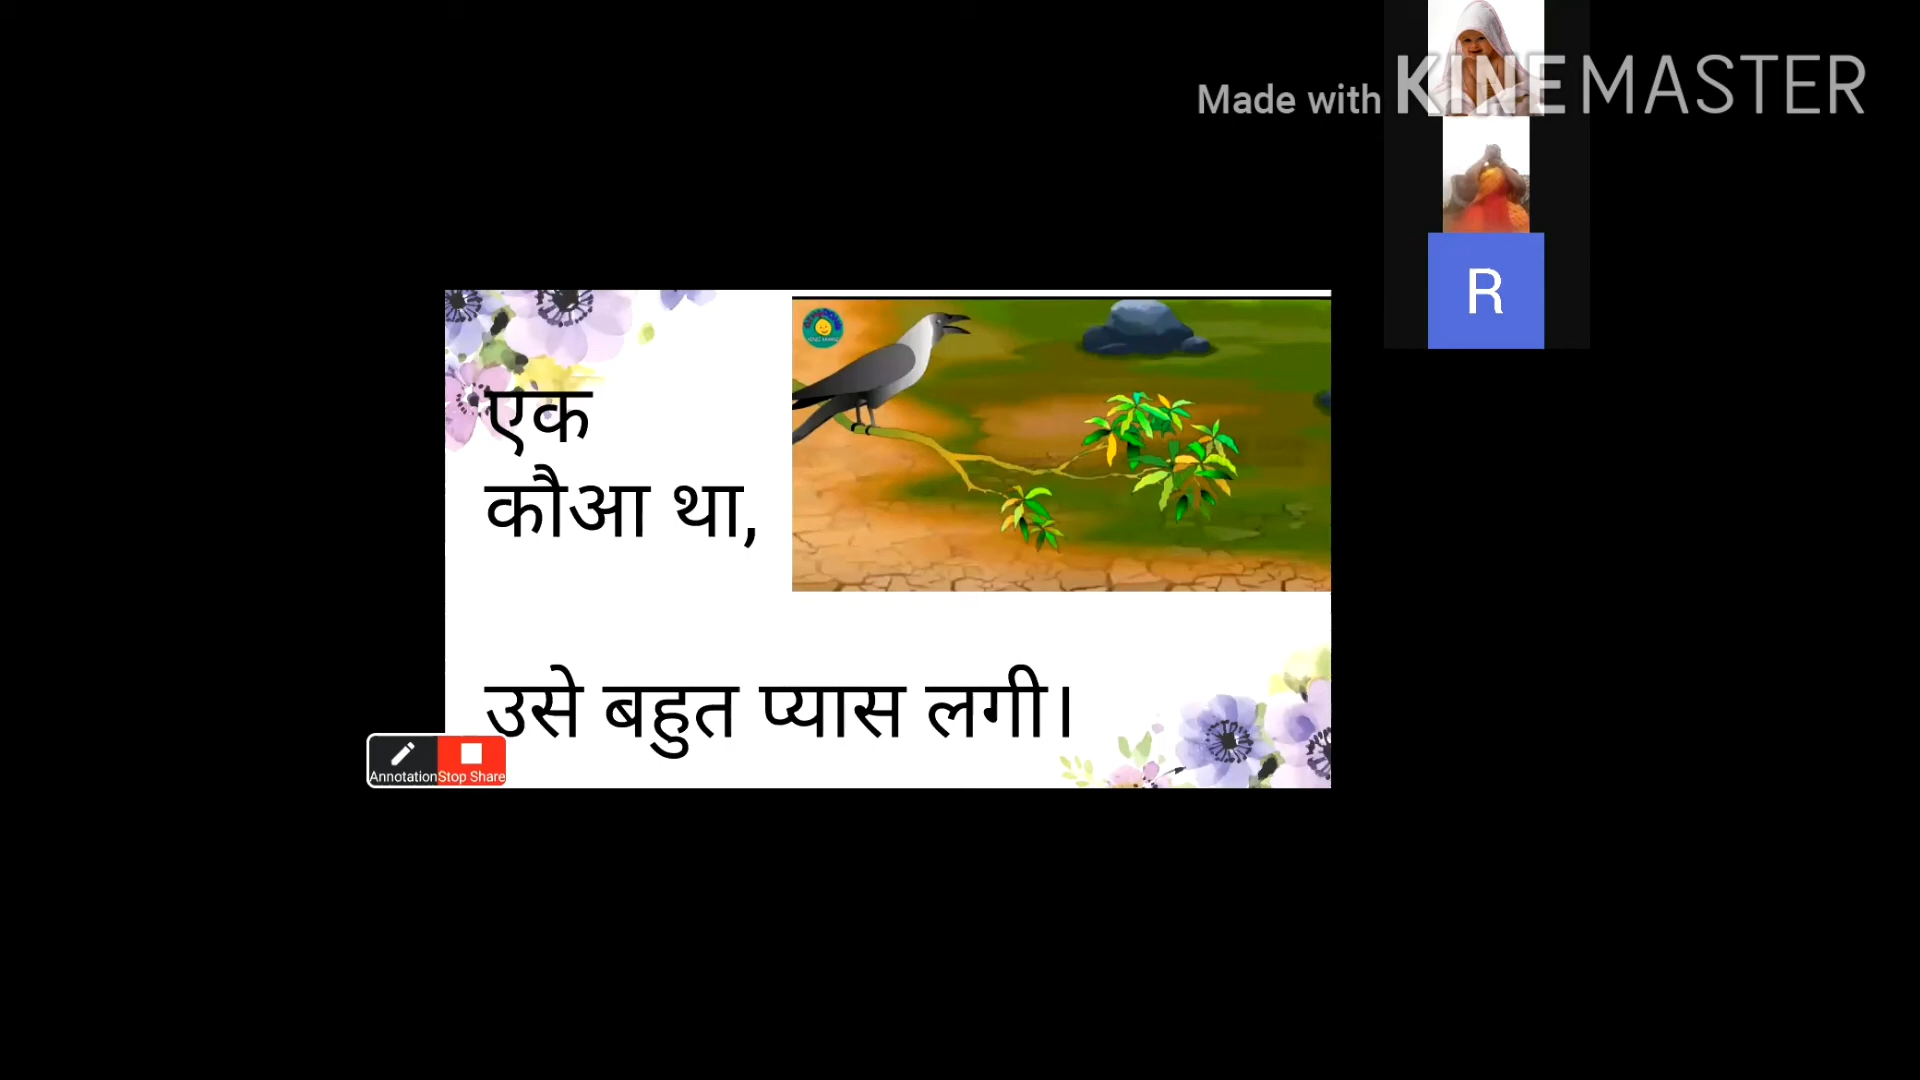 Made with KINEMASTER
R
एक
कौआ था,
उसे बहुत प्यास लगी।
Annotation Stop Share